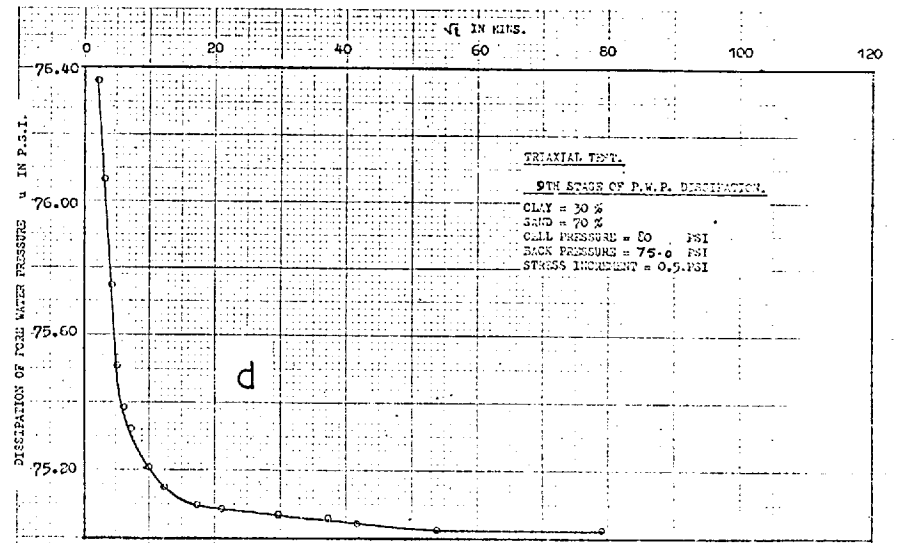 √t IN MINS.
0 20 40 60 80 100 120
76.40
76.00
75.60
75.20
DISSIPATION OF PORE WATER PRESSURE u IN P.S.I.
TRIAXIAL TEST.
9TH STAGE OF P.W.P. DISSIPATION.
CLAY = 30 %
SAND = 70 %
CELL PRESSURE = 80 PSI
BACK PRESSURE = 75.0 PSI
STRESS INCREMENT = 0.5.PSI
d